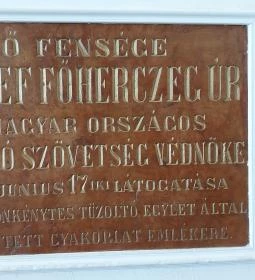 Ő FENSÉGE
EF FŐHERCZEG ÚR
MAGYAR ORSZÁGOS
Ó SZÖVETSÉG VÉDNÖKE,
JUNIUS 17IKI LÁTOGATÁSA
ÖNKÉNYTES TŰZOLTÓ EGYLET ÁLTAL
TETT GYAKORLAT EMLÉKÉRE.